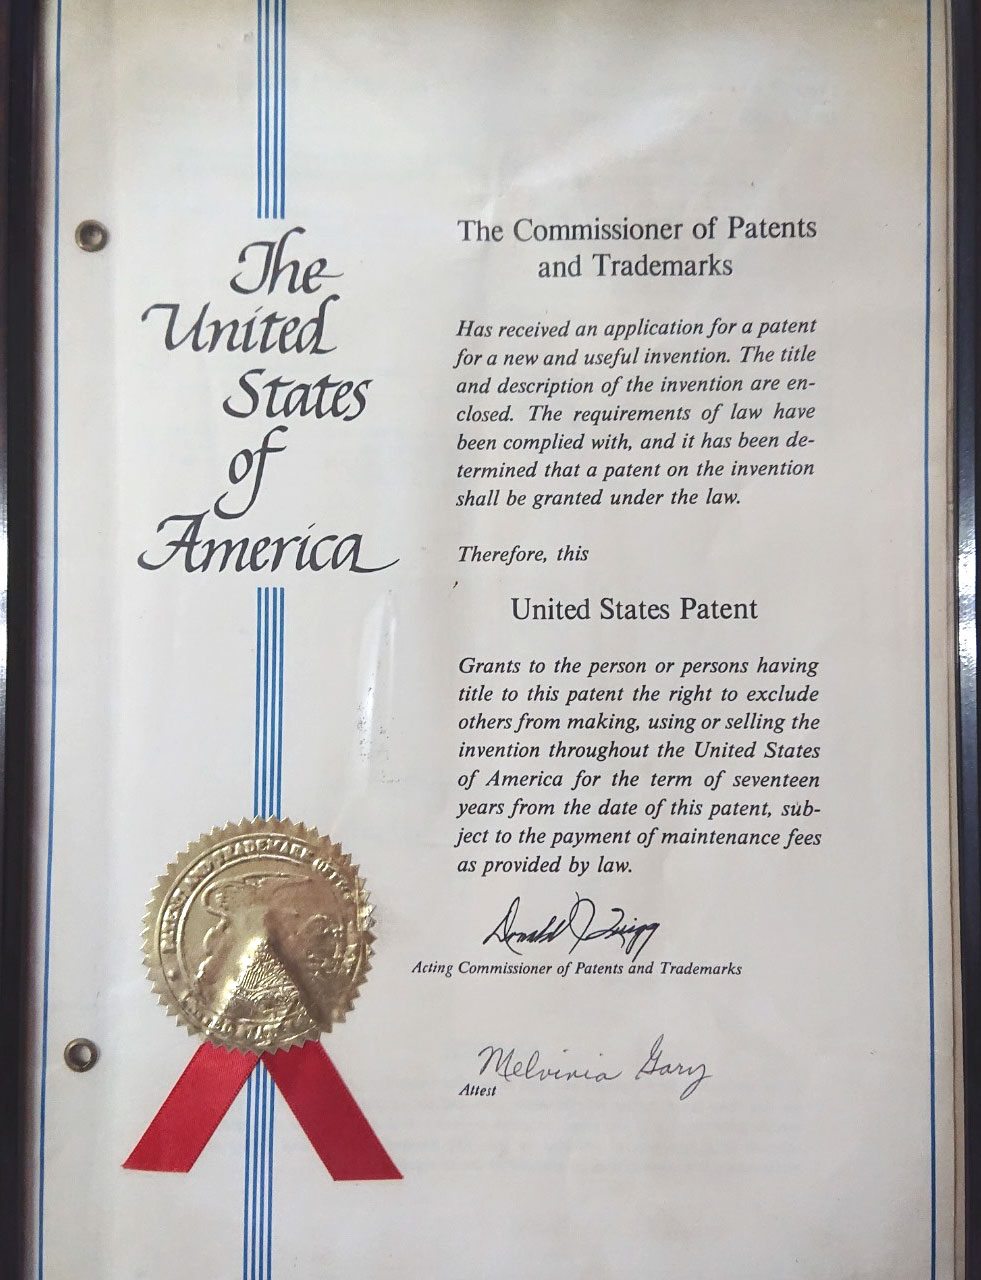 The
United
States
of
America
The Commissioner of Patents
and Trademarks
Has received an application for a patent
for a new and useful invention. The title
and description of the invention are en-
closed. The requirements of law have
been complied with, and it has been de-
termined that a patent on the invention
shall be granted under the law.
Therefore, this
United States Patent
Grants to the person or persons having
title to this patent the right to exclude
others from making, using or selling the
invention throughout the United States
of America for the term of seventeen
years from the date of this patent, sub-
ject to the payment of maintenance fees
as provided by law.
Donald J Quigg
Acting Commissioner of Patents and Trademarks
Melvinia Gary
Attest
PATENT AND TRADEMARK OFFICE